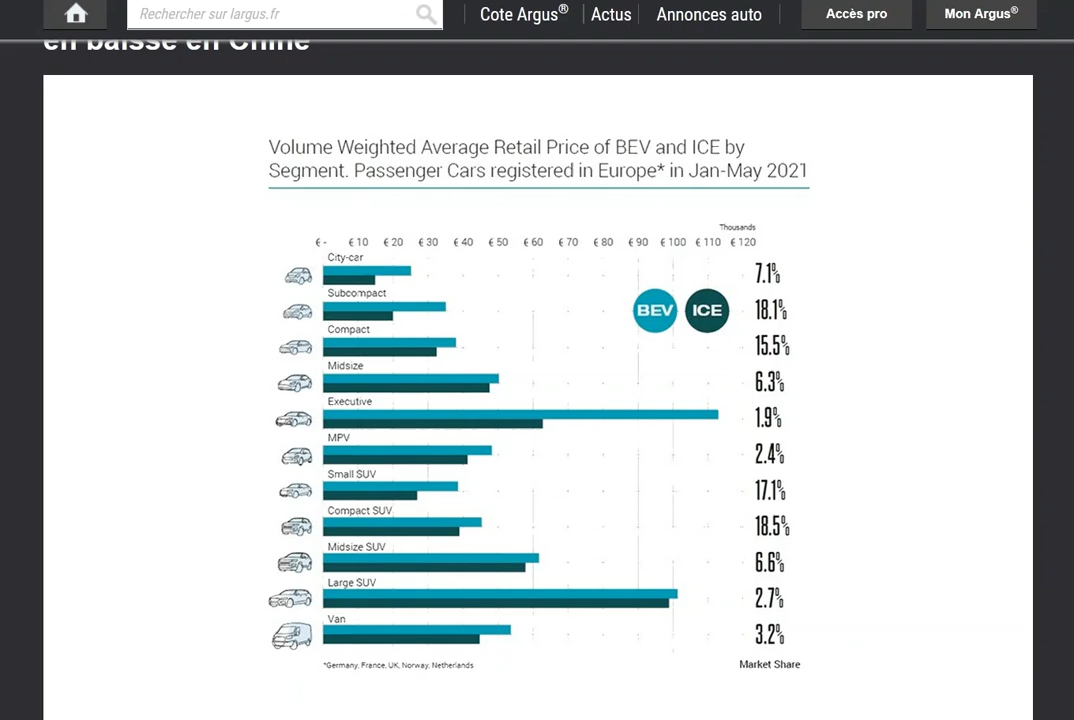 Rechercher sur largus.fr
Cote Argus®
Actus
Annonces auto
Accès pro
Mon Argus®
en baisse en Chine
Volume Weighted Average Retail Price of BEV and ICE by
Segment. Passenger Cars registered in Europe* in Jan-May 2021
Thousands
€ - € 10 € 20 € 30 € 40 € 50 € 60 € 70 € 80 € 90 € 100 € 110 € 120
City-car
7.1%
Subcompact
BEV ICE
18.1%
Compact
15.5%
Midsize
6.3%
Executive
1.9%
MPV
2.4%
Small SUV
17.1%
Compact SUV
18.5%
Midsize SUV
6.6%
Large SUV
2.7%
Van
3.2%
*Germany, France, UK, Norway, Netherlands
Market Share